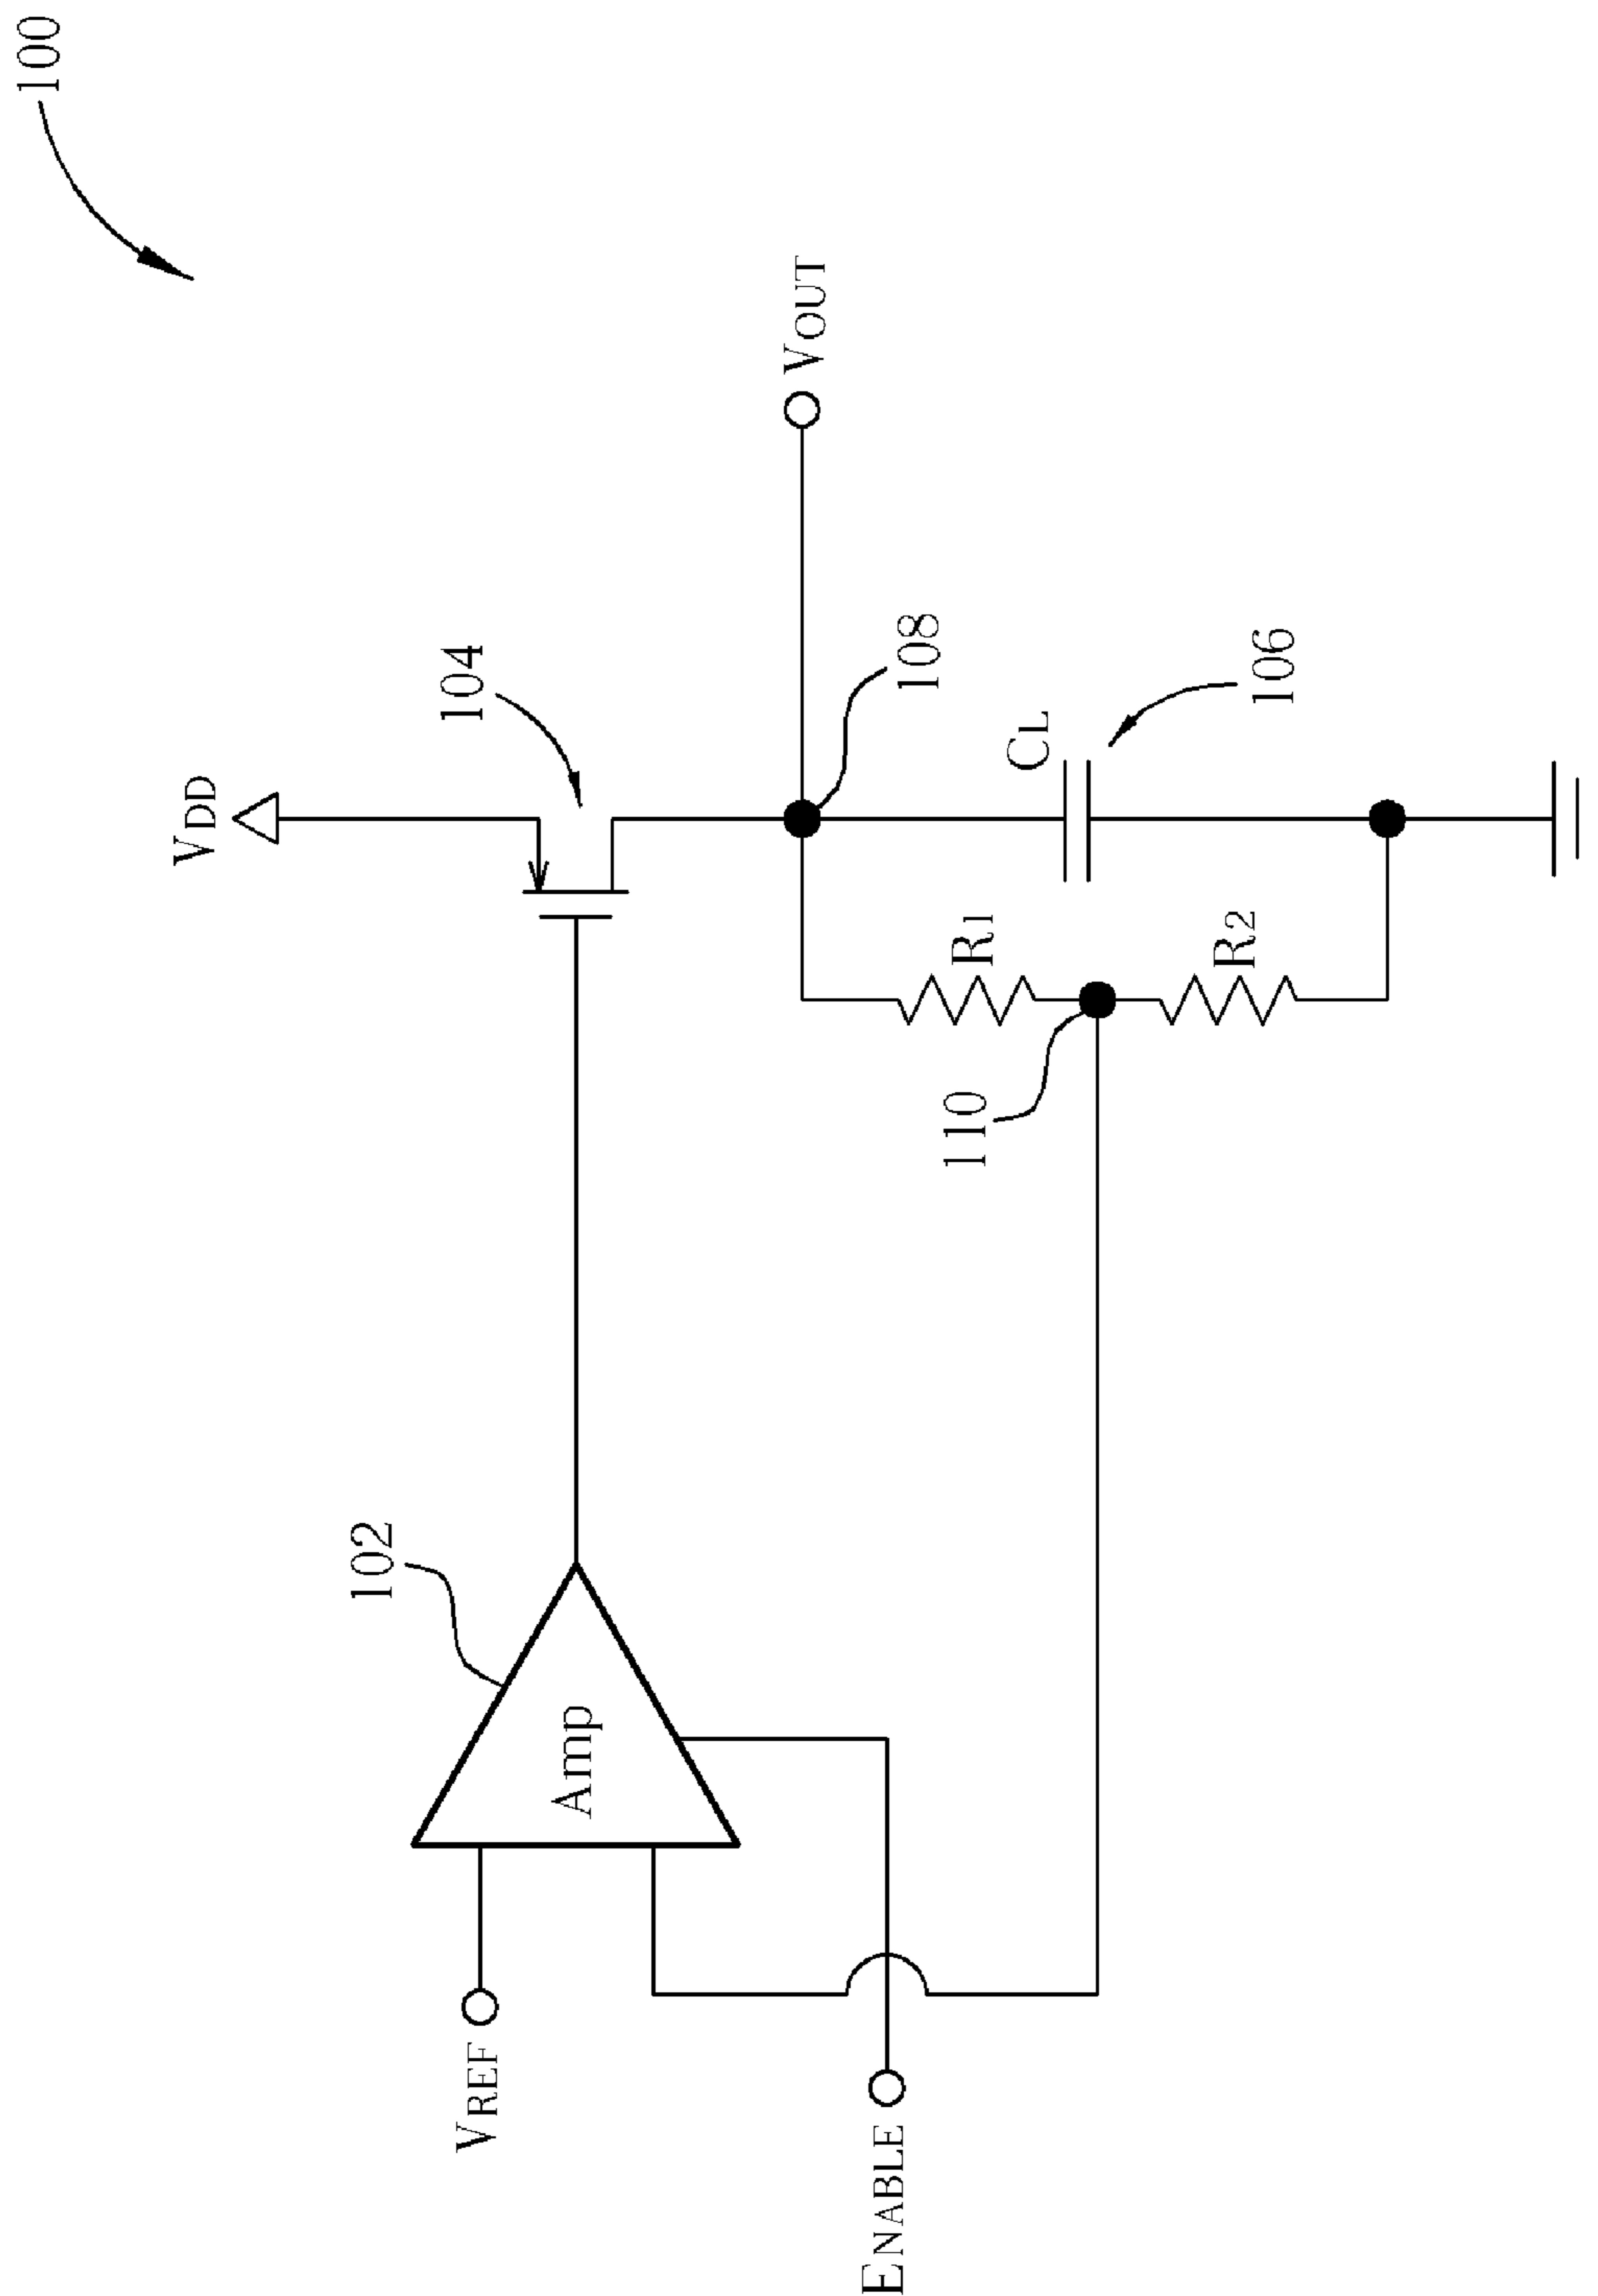 100
VDD
104
VOUT
102
108
VREF
Amp
R1
CL
110
106
R2
ENABLE